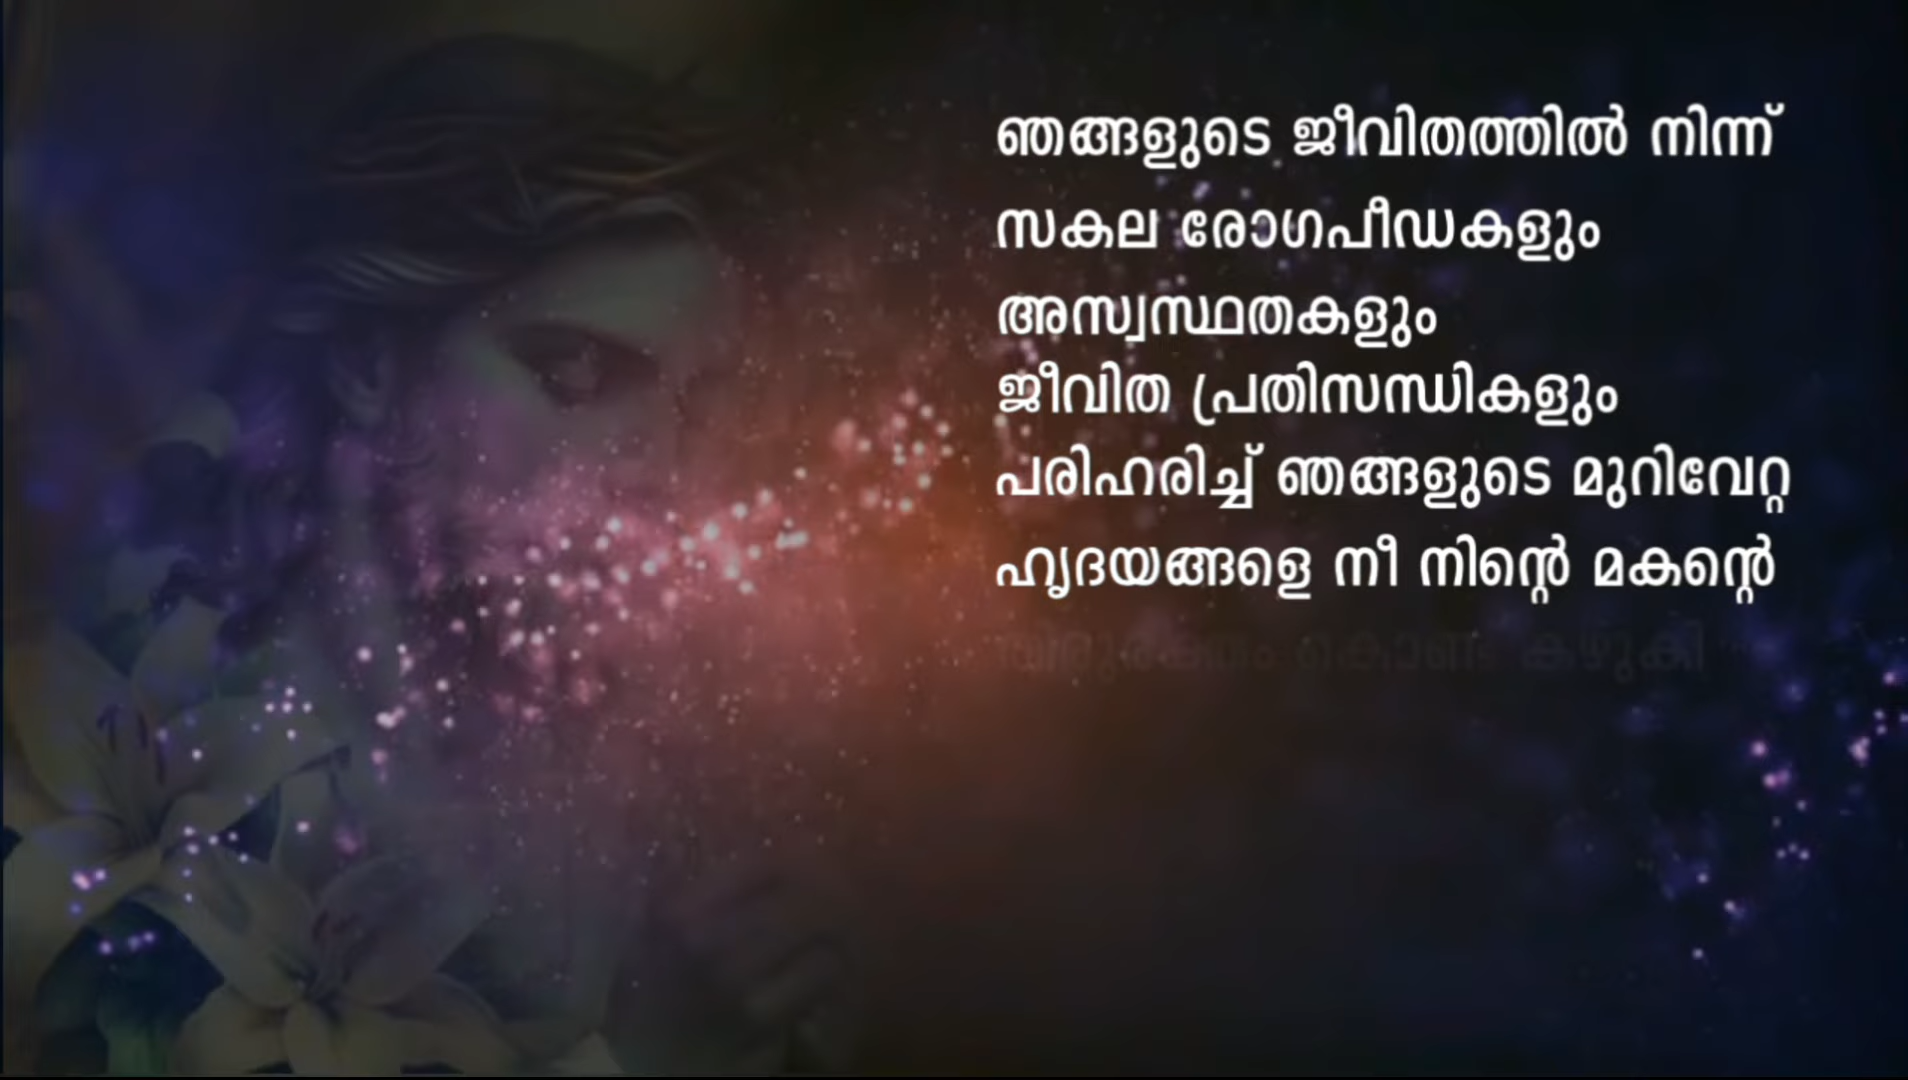 ഞങ്ങളുടെ ജീവിതത്തിൽ നിന്ന്
സകല രോഗപീഡകളും
അസ്വസ്ഥതകളും
ജീവിത പ്രതിസന്ധികളും
പരിഹരിച്ച് ഞങ്ങളുടെ മുറിവേറ്റ
ഹൃദയങ്ങളെ നീ നിന്റെ മകന്റെ
കൊണ്ട് കഴുകി